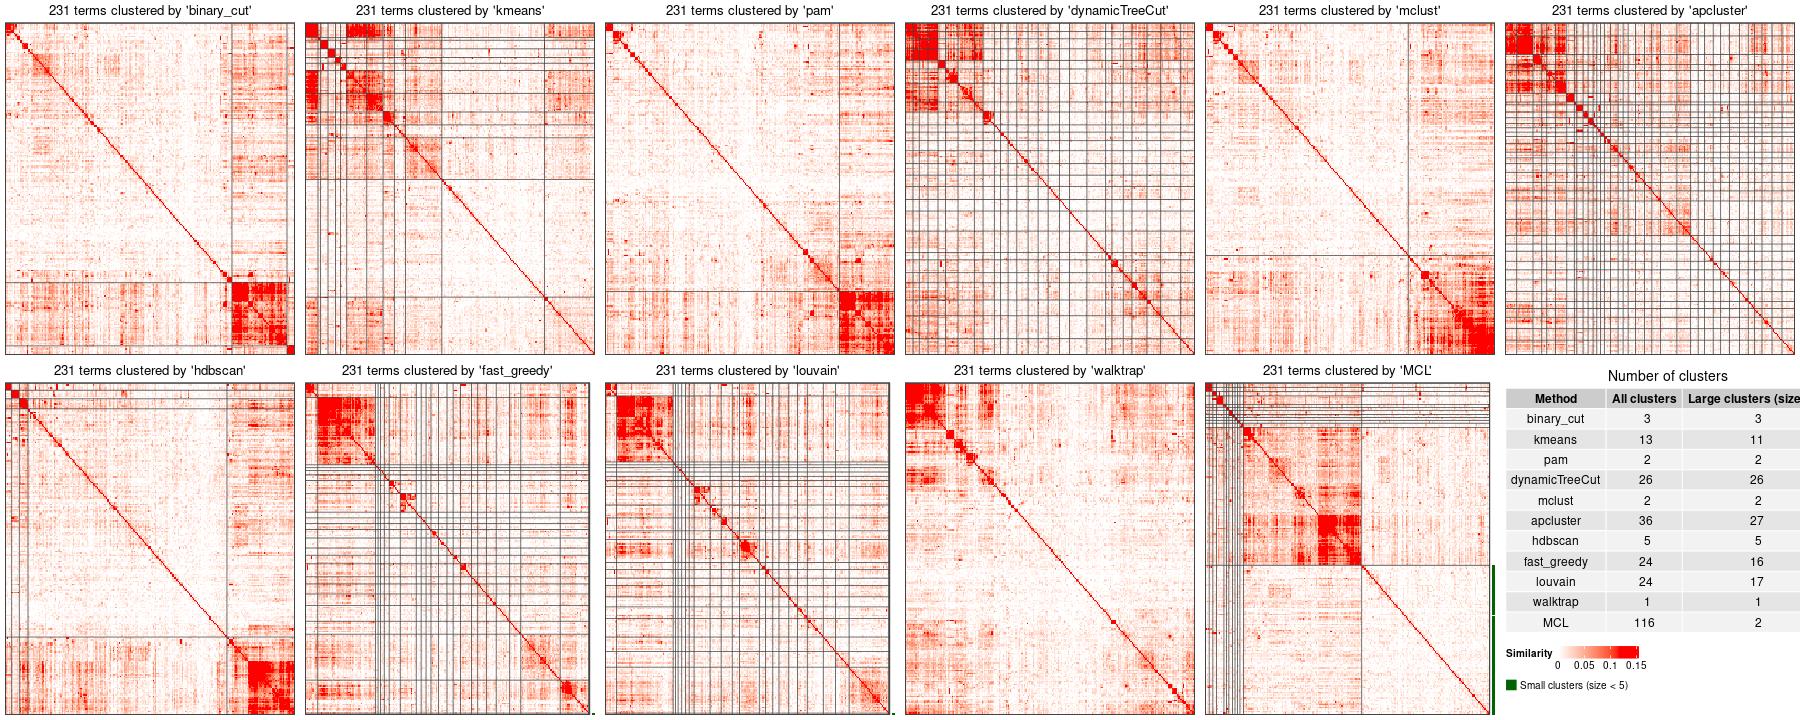 231 terms clustered by 'binary_cut'
231 terms clustered by 'kmeans'
231 terms clustered by 'pam'
231 terms clustered by 'dynamicTreeCut'
231 terms clustered by 'mclust'
231 terms clustered by 'apcluster'
231 terms clustered by 'hdbscan'
231 terms clustered by 'fast_greedy'
231 terms clustered by 'louvain'
231 terms clustered by 'walktrap'
231 terms clustered by 'MCL'
Number of clusters
Method All clusters Large clusters (size
binary_cut 3 3
kmeans 13 11
pam 2 2
dynamicTreeCut 26 26
mclust 2 2
apcluster 36 27
hdbscan 5 5
fast_greedy 24 16
louvain 24 17
walktrap 1 1
MCL 116 2
Similarity
0 0.05 0.1 0.15
Small clusters (size < 5)